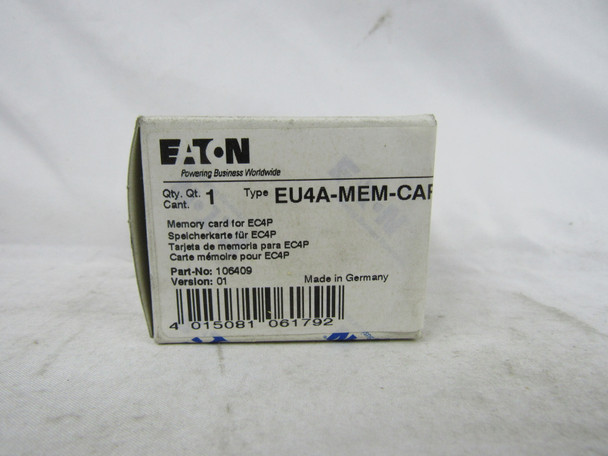 EATON
Powering Business Worldwide
Qty. Qt. 1 Type EU4A-MEM-CAR
Cant.
Memory card for EC4P
Speicherkarte für EC4P
Tarjeta de memoria para EC4P
Carte mémoire pour EC4P
Part-No: 106409
Version: 01 Made in Germany
4 015081 061792